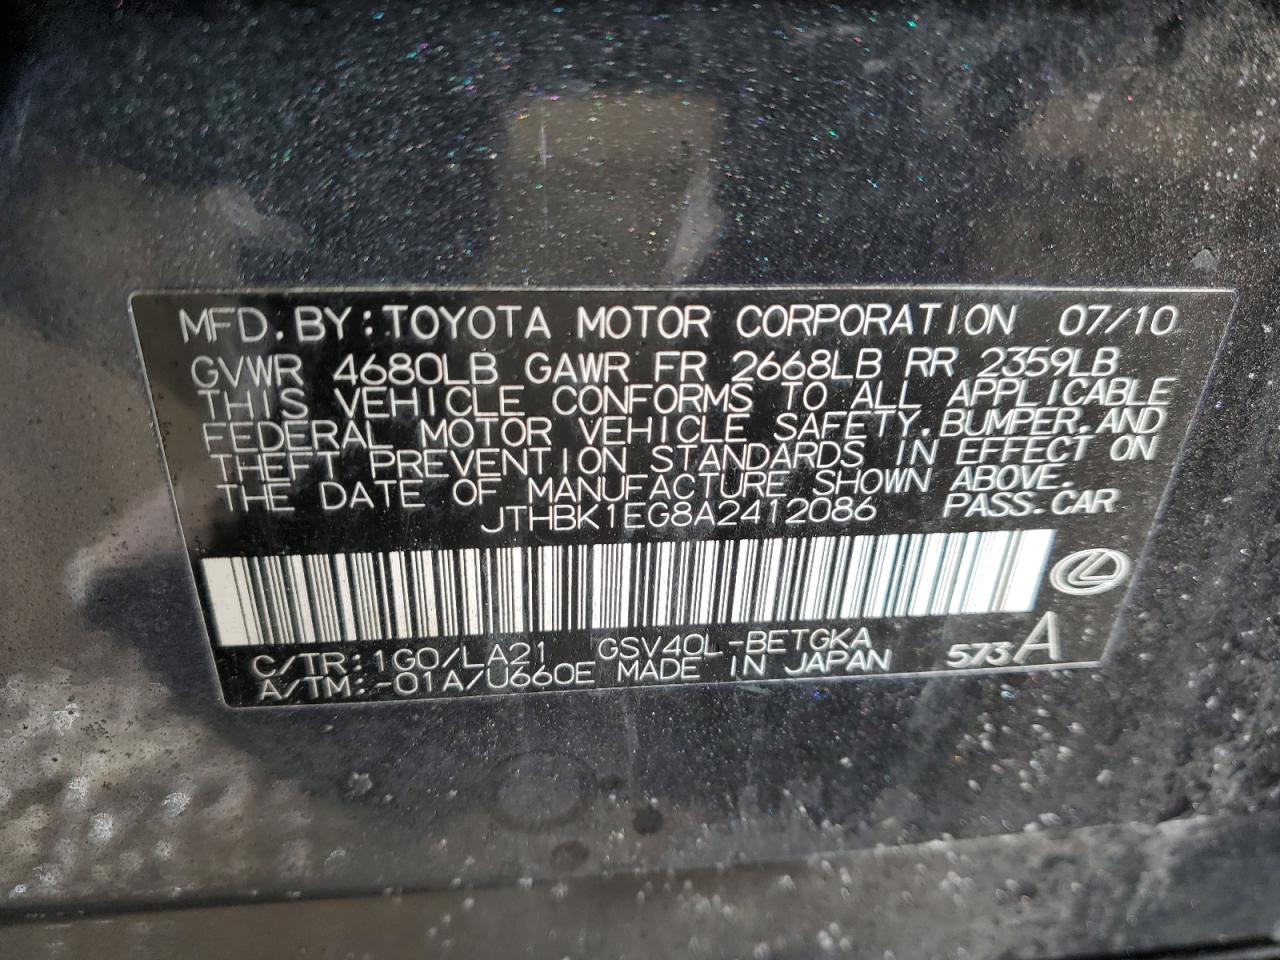 MFD.BY:TOYOTA MOTOR CORPORATION 07/10
GVWR 4680LB GAWR FR 2668LB RR 2359LB
THIS VEHICLE CONFORMS TO ALL APPLICABLE
FEDERAL MOTOR VEHICLE SAFETY,BUMPER,AND
THEFT PREVENTION STANDARDS IN EFFECT ON
THE DATE OF MANUFACTURE SHOWN ABOVE.
JTHBK1EG8A2412086 PASS.CAR
C/TR:1G0/LA21 GSV40L-BETGKA
A/TM:-01A/U660E MADE IN JAPAN 573A